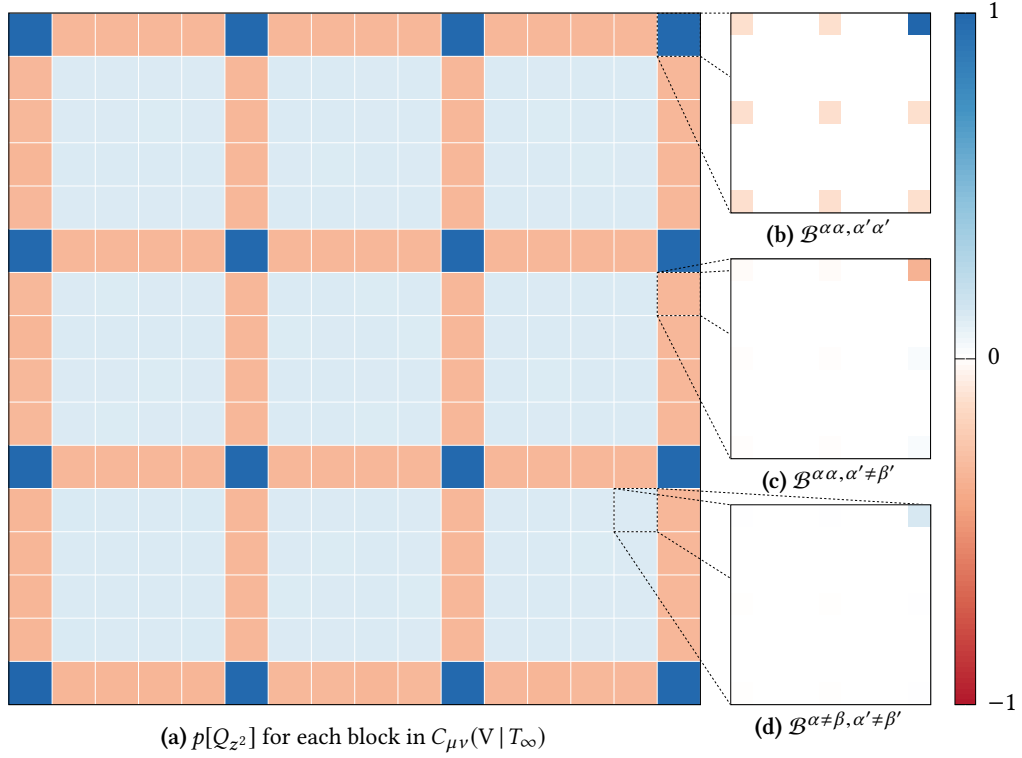 1
(b) ℬ^{αα,α′α′}
(c) ℬ^{αα,α′≠β′}
0
(d) ℬ^{α≠β,α′≠β′}
−1
(a) p[Q_{z²}] for each block in C_{μν}(V | T_∞)